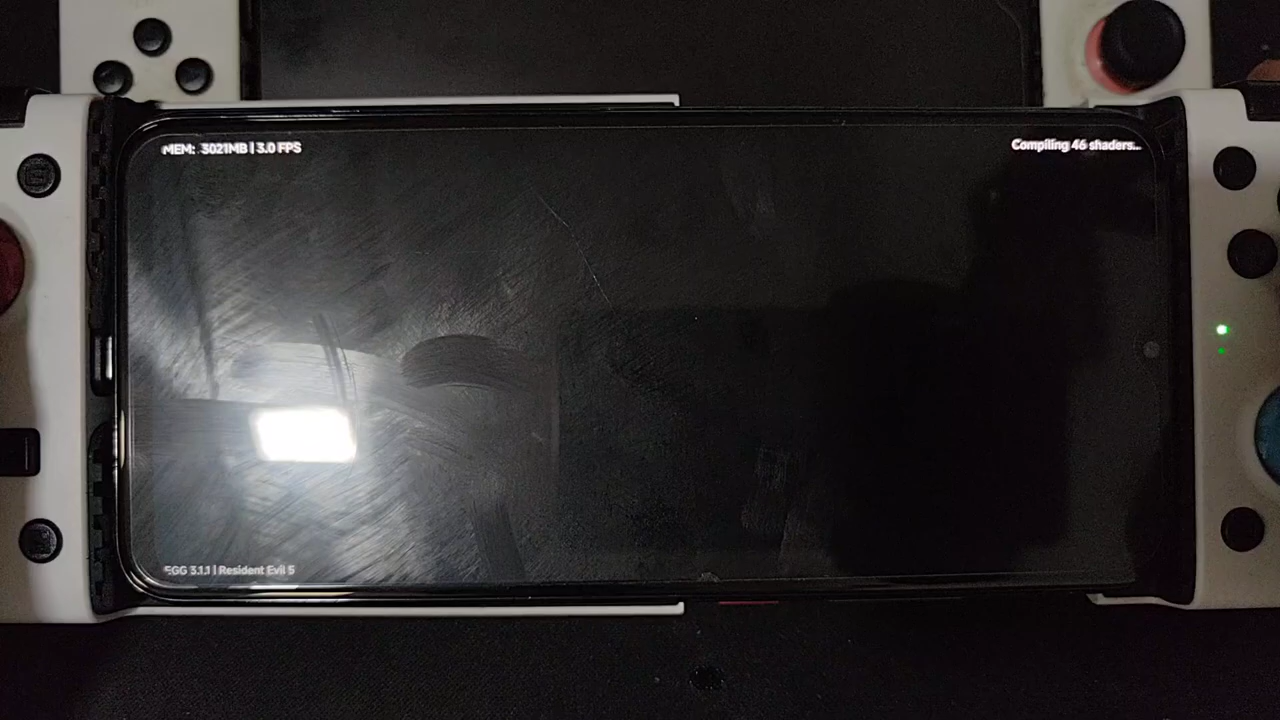 MEM: 3021MB | 3.0 FPS
Compiling 46 shaders...
EGG 3.1.1 | Resident Evil 5